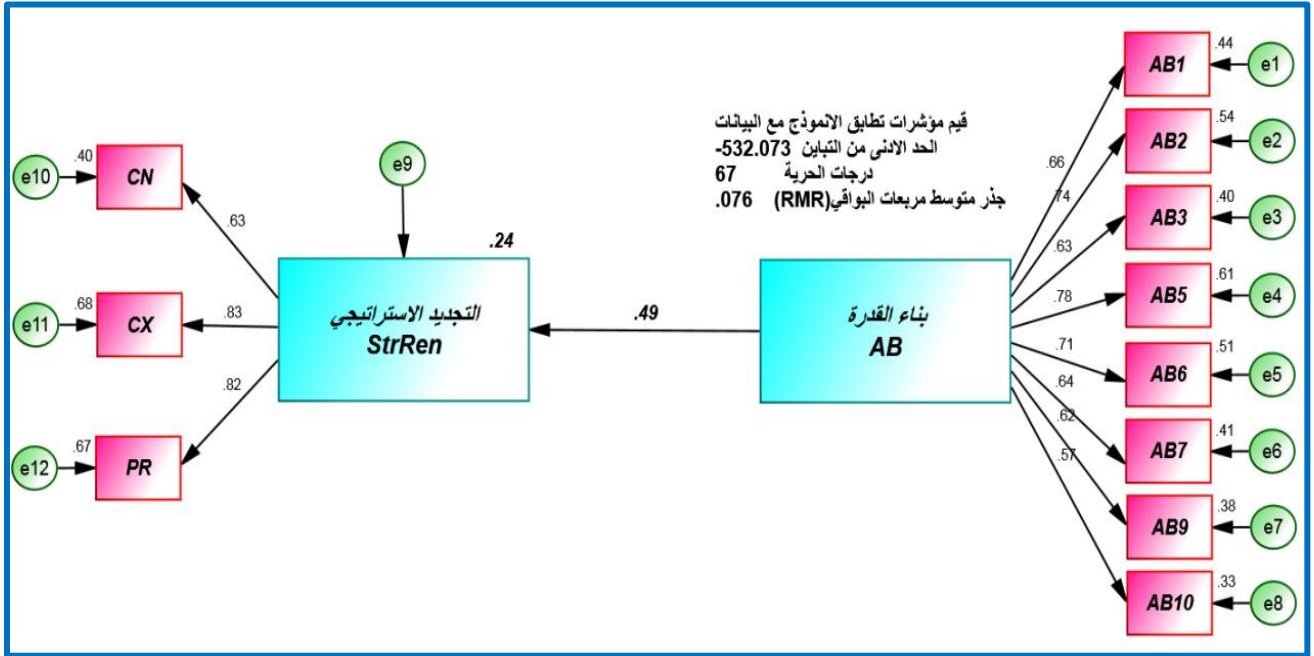 قيم مؤشرات تطابق الانموذج مع البيانات
الحد الادنى من التباين 532.073-
درجات الحرية 67
جذر متوسط مربعات البواقي(RMR) .076
e10
.40
CN
.63
e11
.68
CX
.83
e12
.67
PR
.82
e9
.24
التجديد الاستراتيجي
StrRen
.49
بناء القدرة
AB
.66
AB1
.44
e1
.74
AB2
.54
e2
.63
AB3
.40
e3
.78
AB5
.61
e4
.71
AB6
.51
e5
.64
AB7
.41
e6
.62
AB9
.38
e7
.57
AB10
.33
e8